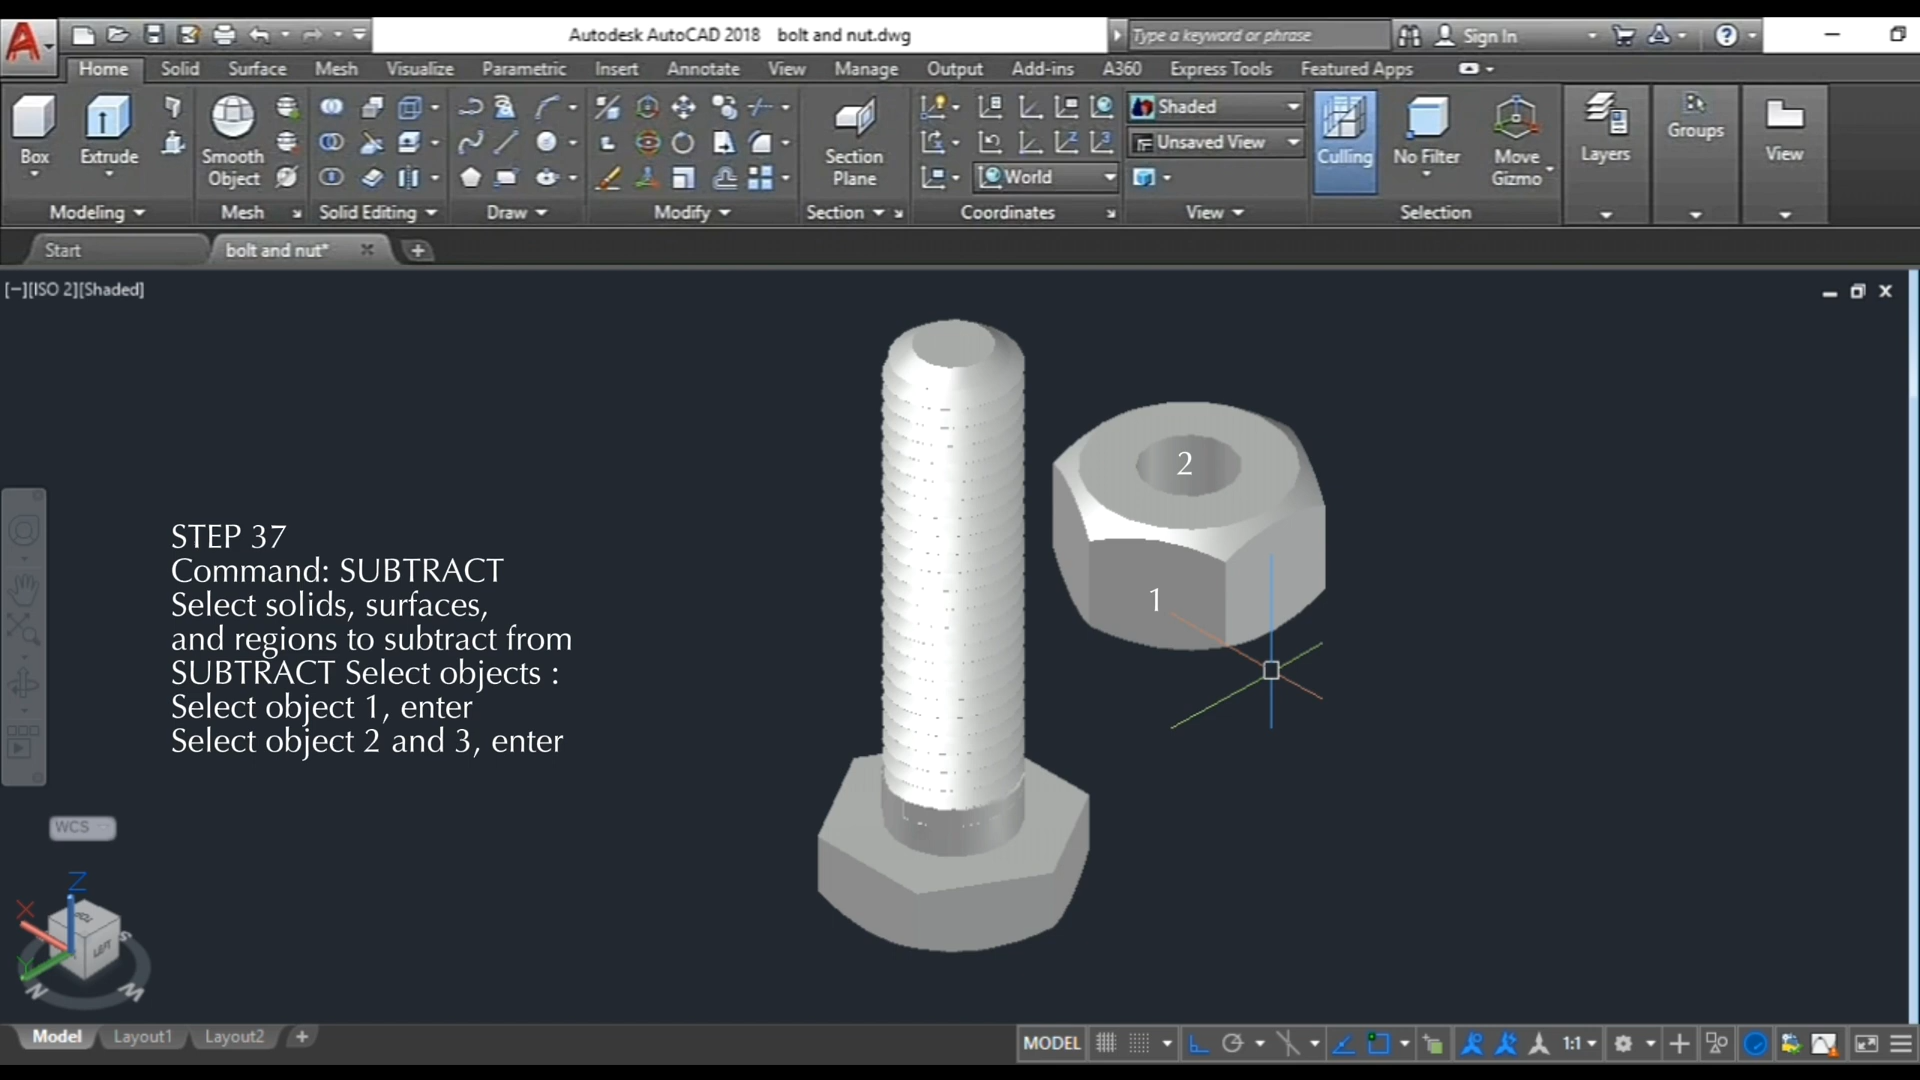 Autodesk AutoCAD 2018 bolt and nut.dwg
Type a keyword or phrase
Sign In
Home Solid Surface Mesh Visualize Parametric Insert Annotate View Manage Output Add-ins A360 Express Tools Featured Apps
Box
Extrude
Smooth Object
Section Plane
World
Shaded
Unsaved View
Culling
No Filter
Move Gizmo
Layers
Groups
View
Modeling Mesh Solid Editing Draw Modify Section Coordinates View Selection
Start
bolt and nut*
[−][ISO 2][Shaded]
2
1
STEP 37
Command: SUBTRACT
Select solids, surfaces,
and regions to subtract from
SUBTRACT Select objects :
Select object 1, enter
Select object 2 and 3, enter
WCS
Z
X
Y
TOP
LEFT
S
N
W
Model Layout1 Layout2
MODEL
1:1